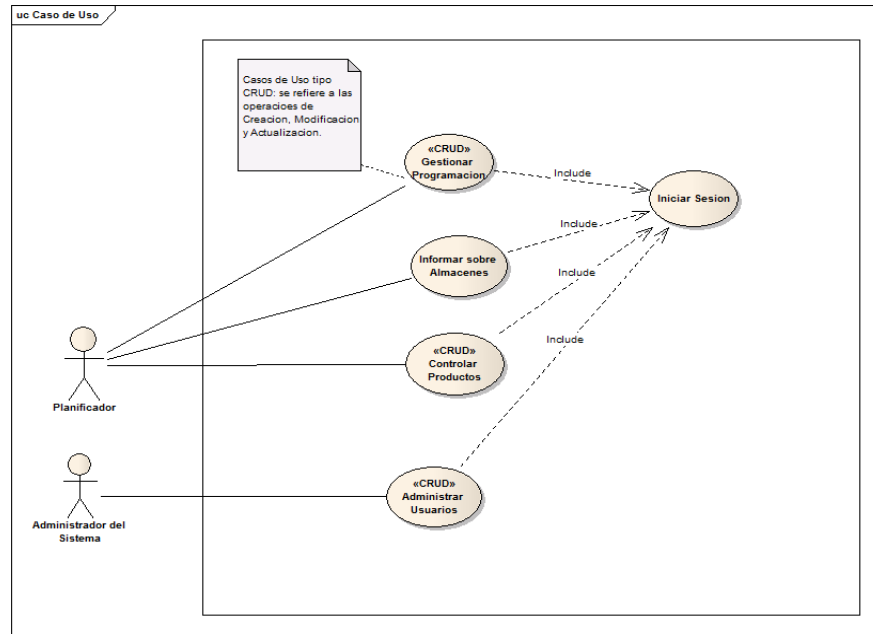 uc Caso de Uso
Casos de Uso tipo
CRUD: se refiere a las
operacioes de
Creacion, Modificacion
y Actualizacion.
«CRUD»
Gestionar
Programacion
Include
Iniciar Sesion
Include
Informar sobre
Almacenes
Include
Include
«CRUD»
Controlar
Productos
Planificador
«CRUD»
Administrar
Usuarios
Administrador del
Sistema